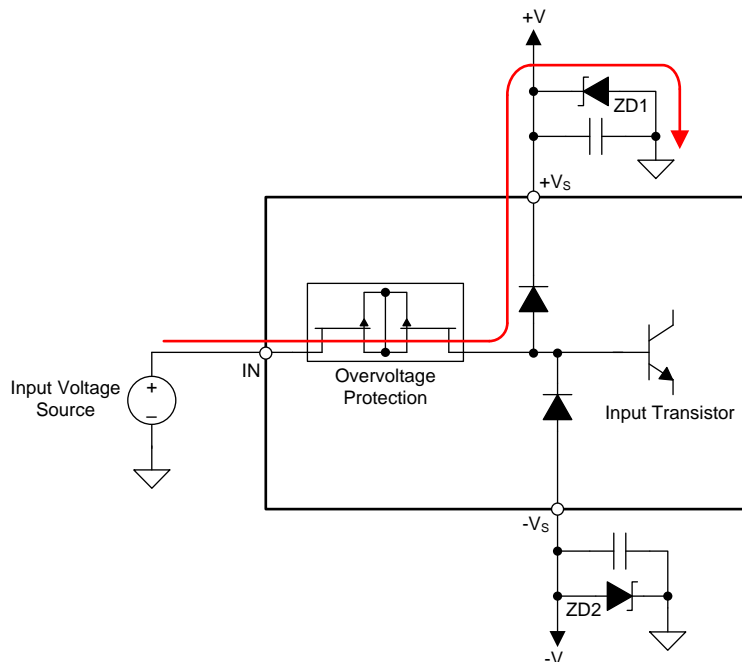 +V
ZD1
+VS
IN
Overvoltage
Protection
Input Voltage
Source
+
–
Input Transistor
-VS
ZD2
-V